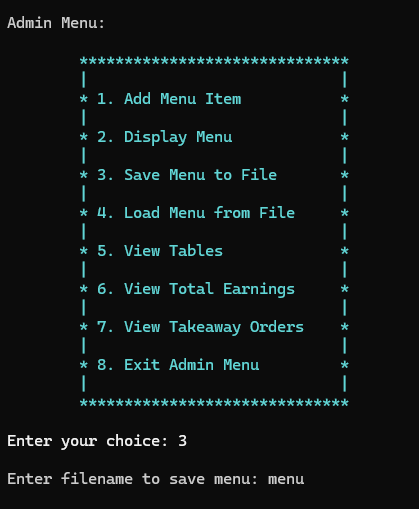 Admin Menu:
******************************
|                            |
* 1. Add Menu Item           *
|                            |
* 2. Display Menu            *
|                            |
* 3. Save Menu to File       *
|                            |
* 4. Load Menu from File     *
|                            |
* 5. View Tables             *
|                            |
* 6. View Total Earnings     *
|                            |
* 7. View Takeaway Orders    *
|                            |
* 8. Exit Admin Menu         *
|                            |
******************************
Enter your choice: 3
Enter filename to save menu: menu